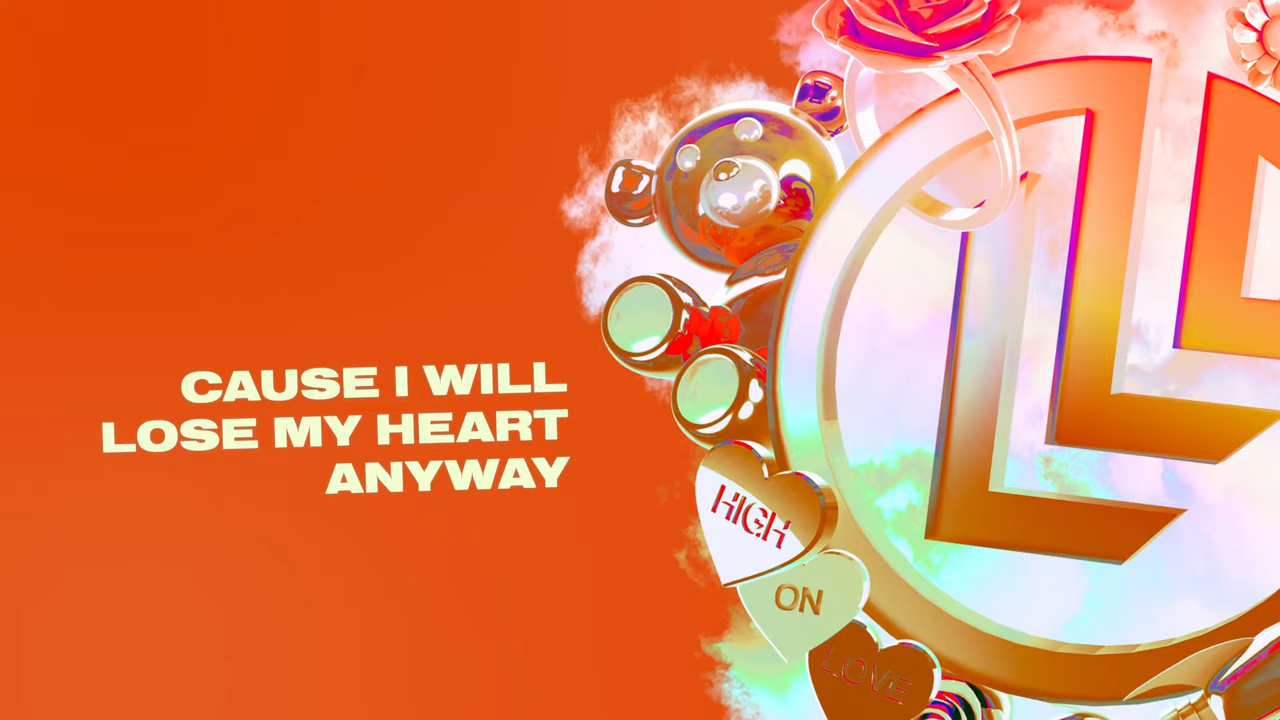 CAUSE I WILL
LOSE MY HEART
ANYWAY
HIGH
ON
LOVE